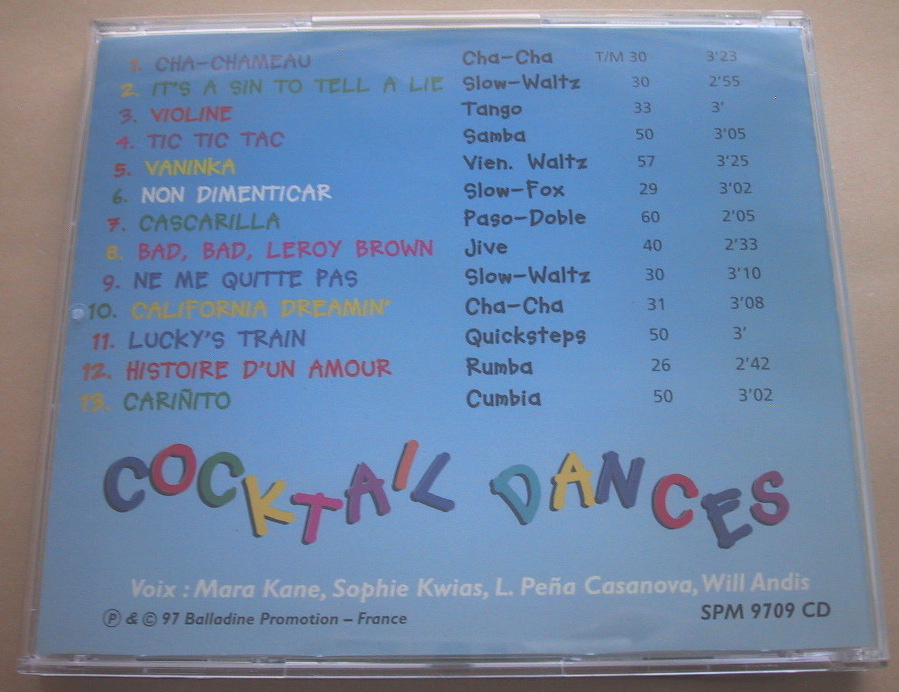 1. CHA-CHAMEAU Cha-Cha T/M 30 3'23
2. IT'S A SIN TO TELL A LIE Slow-Waltz 30 2'55
3. VIOLINE Tango 33 3'
4. TIC TIC TAC Samba 50 3'05
5. VANINKA Vien. Waltz 57 3'25
6. NON DIMENTICAR Slow-Fox 29 3'02
7. CASCARILLA Paso-Doble 60 2'05
8. BAD, BAD, LEROY BROWN Jive 40 2'33
9. NE ME QUITTE PAS Slow-Waltz 30 3'10
10. CALIFORNIA DREAMIN' Cha-Cha 31 3'08
11. LUCKY'S TRAIN Quicksteps 50 3'
12. HISTOIRE D'UN AMOUR Rumba 26 2'42
13. CARIÑITO Cumbia 50 3'02
COCKTAIL DANCES
Voix : Mara Kane, Sophie Kwias, L. Peña Casanova, Will Andis
Ⓟ & © 97 Balladine Promotion – France SPM 9709 CD